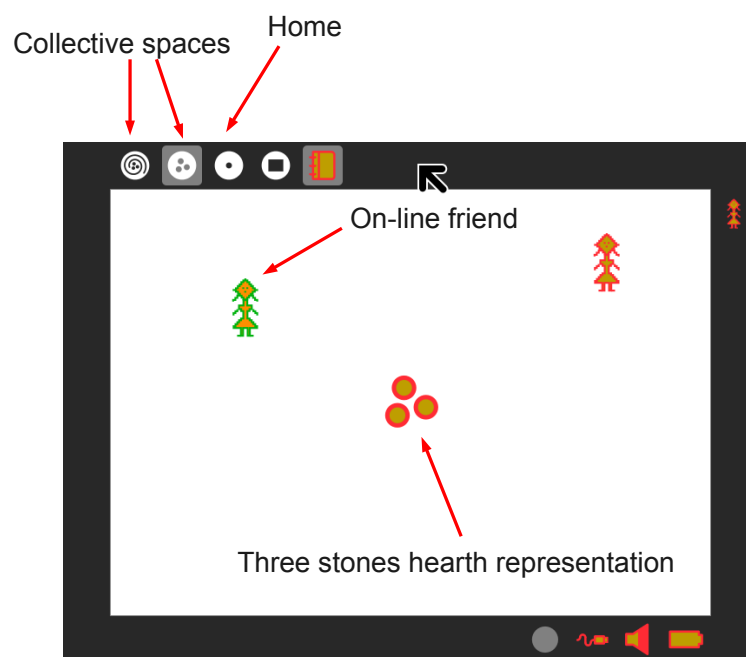 Home
Collective spaces
On-line friend
Three stones hearth representation